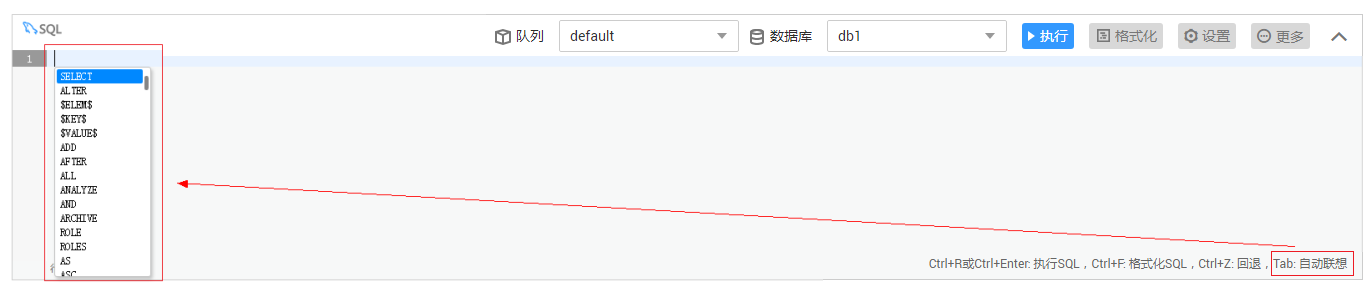 SQL
队列 default 数据库 db1 执行 格式化 设置 更多
1
SELECT
ALTER
$ELEM$
$KEY$
$VALUE$
ADD
AFTER
ALL
ANALYZE
AND
ARCHIVE
ROLE
ROLES
AS
ASC
Ctrl+R或Ctrl+Enter: 执行SQL，Ctrl+F: 格式化SQL，Ctrl+Z: 回退，Tab: 自动联想